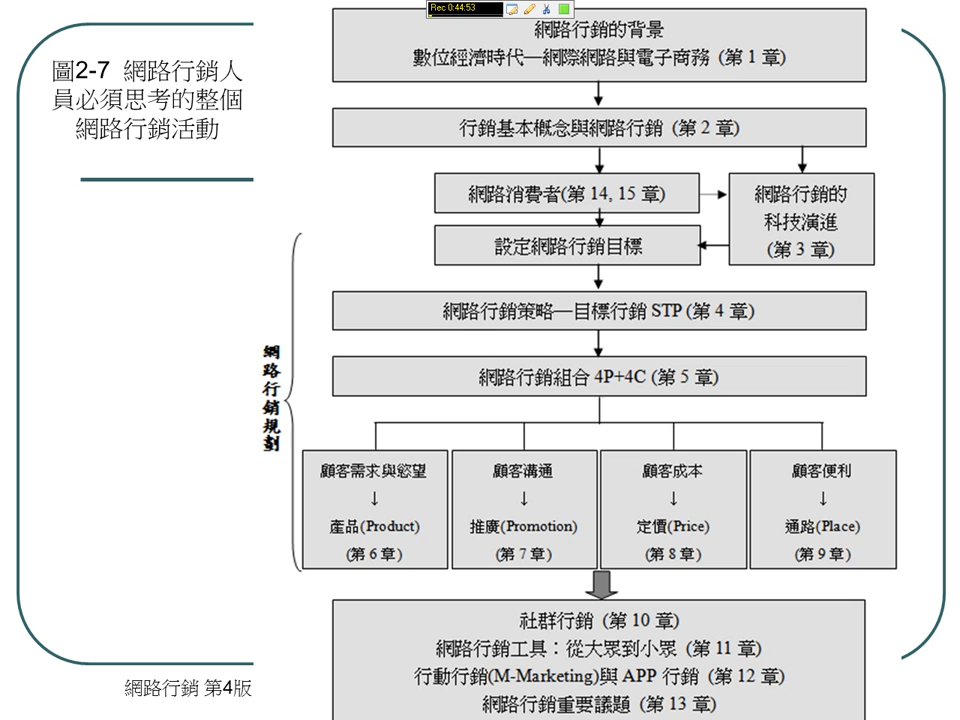 Rec 0:44:53
圖2-7 網路行銷人
員必須思考的整個
網路行銷活動
網路行銷的背景
數位經濟時代—網際網路與電子商務 (第 1 章)
行銷基本概念與網路行銷 (第 2 章)
網路消費者(第 14, 15 章)
網路行銷的
科技演進
(第 3 章)
設定網路行銷目標
網路行銷策略—目標行銷 STP (第 4 章)
網路行銷組合 4P+4C (第 5 章)
網路行銷規劃
顧客需求與慾望
↓
產品(Product)
(第 6 章)
顧客溝通
↓
推廣(Promotion)
(第 7 章)
顧客成本
↓
定價(Price)
(第 8 章)
顧客便利
↓
通路(Place)
(第 9 章)
社群行銷 (第 10 章)
網路行銷工具：從大眾到小眾 (第 11 章)
行動行銷(M-Marketing)與 APP 行銷 (第 12 章)
網路行銷重要議題 (第 13 章)
網路行銷 第4版